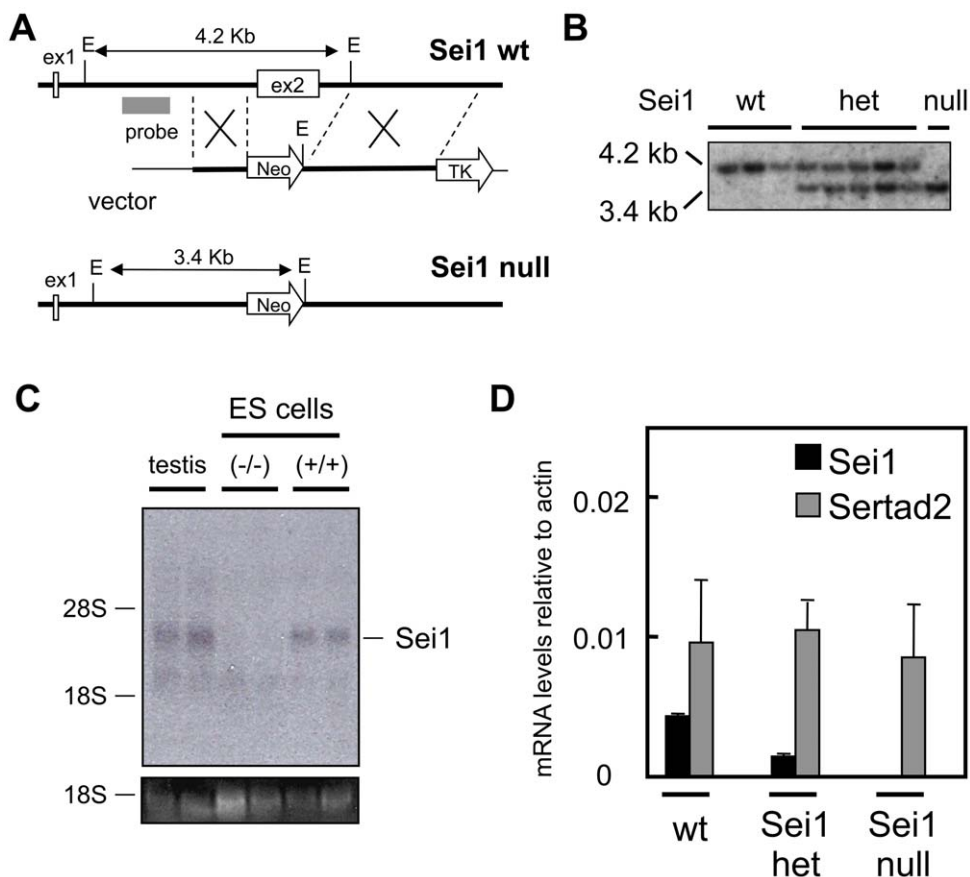 A
4.2 Kb
E
E
Sei1 wt
ex1
ex2
probe
E
Neo
TK
vector
3.4 Kb
E
E
Sei1 null
ex1
Neo
B
Sei1 wt het null
4.2 kb
3.4 kb
C
ES cells
testis (-/-) (+/+)
28S
Sei1
18S
18S
D
mRNA levels relative to actin
0.02
0.01
0
Sei1
Sertad2
wt
Sei1
het
Sei1
null